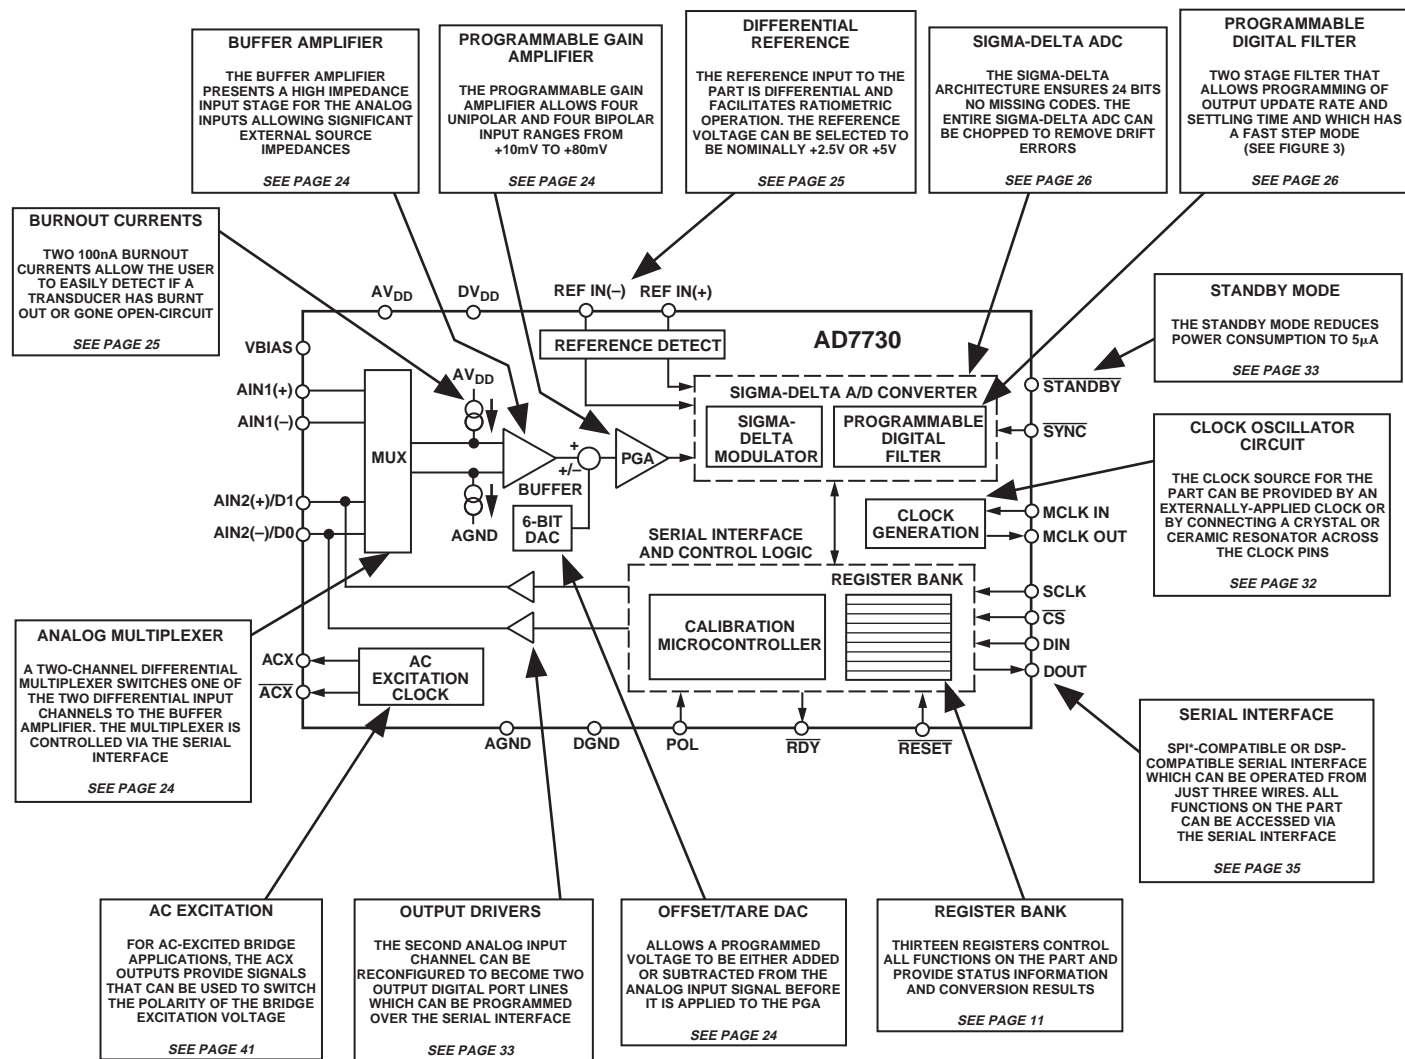 BUFFER AMPLIFIER
THE BUFFER AMPLIFIER
PRESENTS A HIGH IMPEDANCE
INPUT STAGE FOR THE ANALOG
INPUTS ALLOWING SIGNIFICANT
EXTERNAL SOURCE
IMPEDANCES
SEE PAGE 24
PROGRAMMABLE GAIN
AMPLIFIER
THE PROGRAMMABLE GAIN
AMPLIFIER ALLOWS FOUR
UNIPOLAR AND FOUR BIPOLAR
INPUT RANGES FROM
+10mV TO +80mV
SEE PAGE 24
DIFFERENTIAL
REFERENCE
THE REFERENCE INPUT TO THE
PART IS DIFFERENTIAL AND
FACILITATES RATIOMETRIC
OPERATION. THE REFERENCE
VOLTAGE CAN BE SELECTED TO
BE NOMINALLY +2.5V OR +5V
SEE PAGE 25
SIGMA-DELTA ADC
THE SIGMA-DELTA
ARCHITECTURE ENSURES 24 BITS
NO MISSING CODES. THE
ENTIRE SIGMA-DELTA ADC CAN
BE CHOPPED TO REMOVE DRIFT
ERRORS
SEE PAGE 26
PROGRAMMABLE
DIGITAL FILTER
TWO STAGE FILTER THAT
ALLOWS PROGRAMMING OF
OUTPUT UPDATE RATE AND
SETTLING TIME AND WHICH HAS
A FAST STEP MODE
(SEE FIGURE 3)
SEE PAGE 26
BURNOUT CURRENTS
TWO 100nA BURNOUT
CURRENTS ALLOW THE USER
TO EASILY DETECT IF A
TRANSDUCER HAS BURNT
OUT OR GONE OPEN-CIRCUIT
SEE PAGE 25
STANDBY MODE
THE STANDBY MODE REDUCES
POWER CONSUMPTION TO 5µA
SEE PAGE 33
AVDD
DVDD
REF IN(–)
REF IN(+)
AD7730
VBIAS
REFERENCE DETECT
AIN1(+)
AIN1(–)
AVDD
MUX
BUFFER
+
+/–
PGA
SIGMA-DELTA A/D CONVERTER
SIGMA-
DELTA
MODULATOR
PROGRAMMABLE
DIGITAL
FILTER
STANDBY
SYNC
CLOCK OSCILLATOR
CIRCUIT
THE CLOCK SOURCE FOR THE
PART CAN BE PROVIDED BY AN
EXTERNALLY-APPLIED CLOCK OR
BY CONNECTING A CRYSTAL OR
CERAMIC RESONATOR ACROSS
THE CLOCK PINS
SEE PAGE 32
AIN2(+)/D1
AIN2(–)/D0
AGND
6-BIT
DAC
SERIAL INTERFACE
AND CONTROL LOGIC
CLOCK
GENERATION
MCLK IN
MCLK OUT
REGISTER BANK
CALIBRATION
MICROCONTROLLER
SCLK
CS
DIN
DOUT
ANALOG MULTIPLEXER
A TWO-CHANNEL DIFFERENTIAL
MULTIPLEXER SWITCHES ONE OF
THE TWO DIFFERENTIAL INPUT
CHANNELS TO THE BUFFER
AMPLIFIER. THE MULTIPLEXER IS
CONTROLLED VIA THE SERIAL
INTERFACE
SEE PAGE 24
ACX
ACX
AC
EXCITATION
CLOCK
AGND
DGND
POL
RDY
RESET
SERIAL INTERFACE
SPI*-COMPATIBLE OR DSP-
COMPATIBLE SERIAL INTERFACE
WHICH CAN BE OPERATED FROM
JUST THREE WIRES. ALL
FUNCTIONS ON THE PART
CAN BE ACCESSED VIA
THE SERIAL INTERFACE
SEE PAGE 35
AC EXCITATION
FOR AC-EXCITED BRIDGE
APPLICATIONS, THE ACX
OUTPUTS PROVIDE SIGNALS
THAT CAN BE USED TO SWITCH
THE POLARITY OF THE BRIDGE
EXCITATION VOLTAGE
SEE PAGE 41
OUTPUT DRIVERS
THE SECOND ANALOG INPUT
CHANNEL CAN BE
RECONFIGURED TO BECOME TWO
OUTPUT DIGITAL PORT LINES
WHICH CAN BE PROGRAMMED
OVER THE SERIAL INTERFACE
SEE PAGE 33
OFFSET/TARE DAC
ALLOWS A PROGRAMMED
VOLTAGE TO BE EITHER ADDED
OR SUBTRACTED FROM THE
ANALOG INPUT SIGNAL BEFORE
IT IS APPLIED TO THE PGA
SEE PAGE 24
REGISTER BANK
THIRTEEN REGISTERS CONTROL
ALL FUNCTIONS ON THE PART AND
PROVIDE STATUS INFORMATION
AND CONVERSION RESULTS
SEE PAGE 11